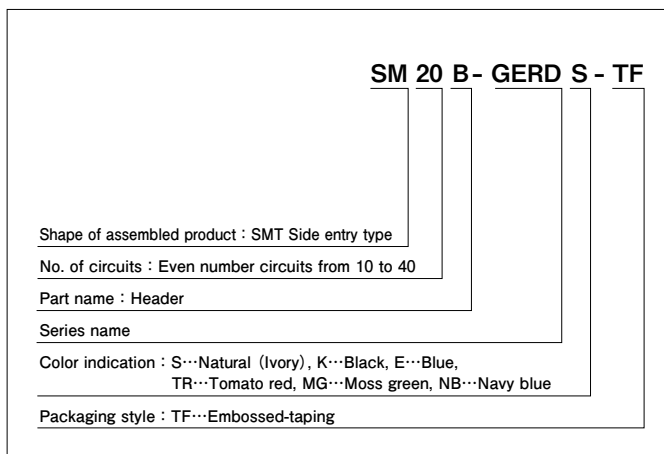 SM 20 B - GERD S - TF
Shape of assembled product : SMT Side entry type
No. of circuits : Even number circuits from 10 to 40
Part name : Header
Series name
Color indication : S…Natural (Ivory), K…Black, E…Blue,
TR…Tomato red, MG…Moss green, NB…Navy blue
Packaging style : TF…Embossed-taping